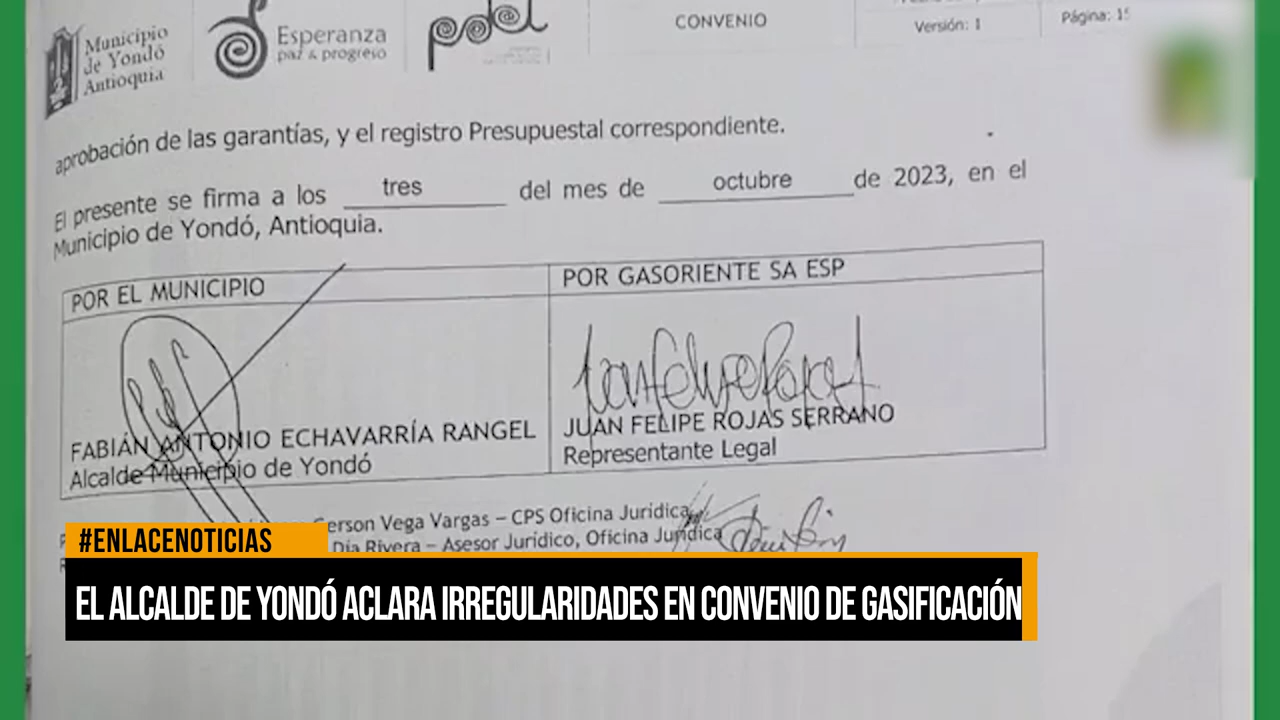 Municipio
de Yondó
Antioquia
Esperanza
paz & progreso
pdet
CONVENIO
Versión: 1
Página: 15
aprobación de las garantías, y el registro Presupuestal correspondiente.
El presente se firma a los tres del mes de octubre de 2023, en el
Municipio de Yondó, Antioquia.
POR EL MUNICIPIO
POR GASORIENTE SA ESP
FABIÁN ANTONIO ECHAVARRÍA RANGEL
Alcalde Municipio de Yondó
JUAN FELIPE ROJAS SERRANO
Representante Legal
Gerson Vega Vargas – CPS Oficina Juridica
Día Rivera – Asesor Jurídico, Oficina Jurídica
#ENLACENOTICIAS
EL ALCALDE DE YONDÓ ACLARA IRREGULARIDADES EN CONVENIO DE GASIFICACIÓN